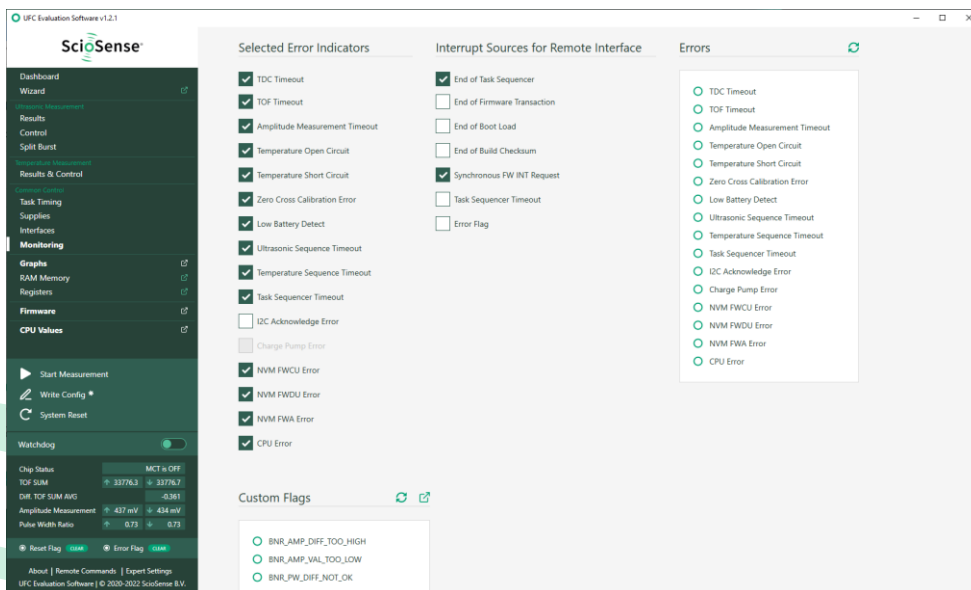 UFC Evaluation Software v1.2.1
ScioSense
Dashboard
Wizard
Ultrasonic Measurement
Results
Control
Split Burst
Temperature Measurement
Results & Control
Common Control
Task Timing
Supplies
Interfaces
Monitoring
Graphs
RAM Memory
Registers
Firmware
CPU Values
Start Measurement
Write Config
System Reset
Watchdog
Chip Status MCT is OFF
TOF SUM 33776.3 33776.7
Diff. TOF SUM AVG -0.361
Amplitude Measurement 437 mV 434 mV
Pulse Width Ratio 0.73 0.73
Reset Flag CLEAR Error Flag CLEAR
About | Remote Commands | Expert Settings
UFC Evaluation Software | © 2020-2022 ScioSense B.V.
Selected Error Indicators
TDC Timeout
TOF Timeout
Amplitude Measurement Timeout
Temperature Open Circuit
Temperature Short Circuit
Zero Cross Calibration Error
Low Battery Detect
Ultrasonic Sequence Timeout
Temperature Sequence Timeout
Task Sequencer Timeout
I2C Acknowledge Error
Charge Pump Error
NVM FWCU Error
NVM FWDU Error
NVM FWA Error
CPU Error
Custom Flags
BNR_AMP_DIFF_TOO_HIGH
BNR_AMP_VAL_TOO_LOW
BNR_PW_DIFF_NOT_OK
Interrupt Sources for Remote Interface
End of Task Sequencer
End of Firmware Transaction
End of Boot Load
End of Build Checksum
Synchronous FW INT Request
Task Sequencer Timeout
Error Flag
Errors
TDC Timeout
TOF Timeout
Amplitude Measurement Timeout
Temperature Open Circuit
Temperature Short Circuit
Zero Cross Calibration Error
Low Battery Detect
Ultrasonic Sequence Timeout
Temperature Sequence Timeout
Task Sequencer Timeout
I2C Acknowledge Error
Charge Pump Error
NVM FWCU Error
NVM FWDU Error
NVM FWA Error
CPU Error